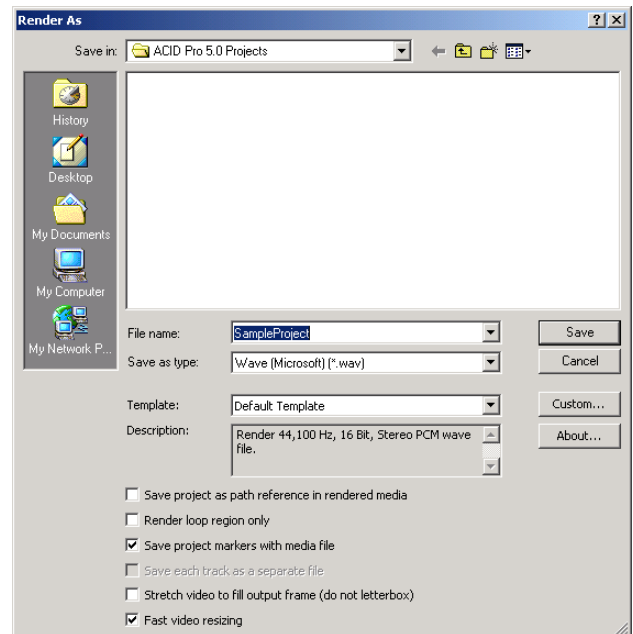 Render As
Save in:
ACID Pro 5.0 Projects
History
Desktop
My Documents
My Computer
My Network P...
File name:
SampleProject
Save
Save as type:
Wave (Microsoft) (*.wav)
Cancel
Template:
Default Template
Custom...
Description:
Render 44,100 Hz, 16 Bit, Stereo PCM wave
file.
About...
Save project as path reference in rendered media
Render loop region only
Save project markers with media file
Save each track as a separate file
Stretch video to fill output frame (do not letterbox)
Fast video resizing